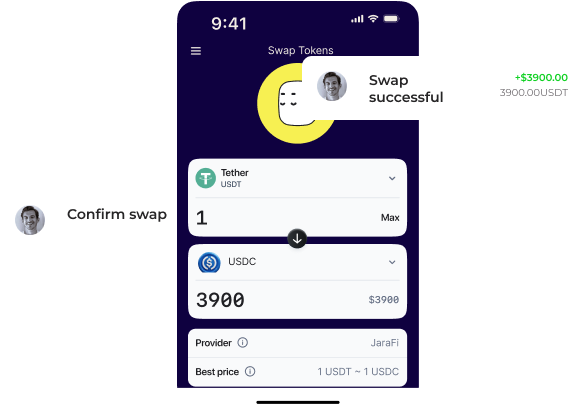 9:41
Swap Tokens
Swap
successful
+$3900.00
3900.00USDT
Tether
USDT
1
Max
Confirm swap
USDC
3900
$3900
Provider
JaraFi
Best price
1 USDT ~ 1 USDC